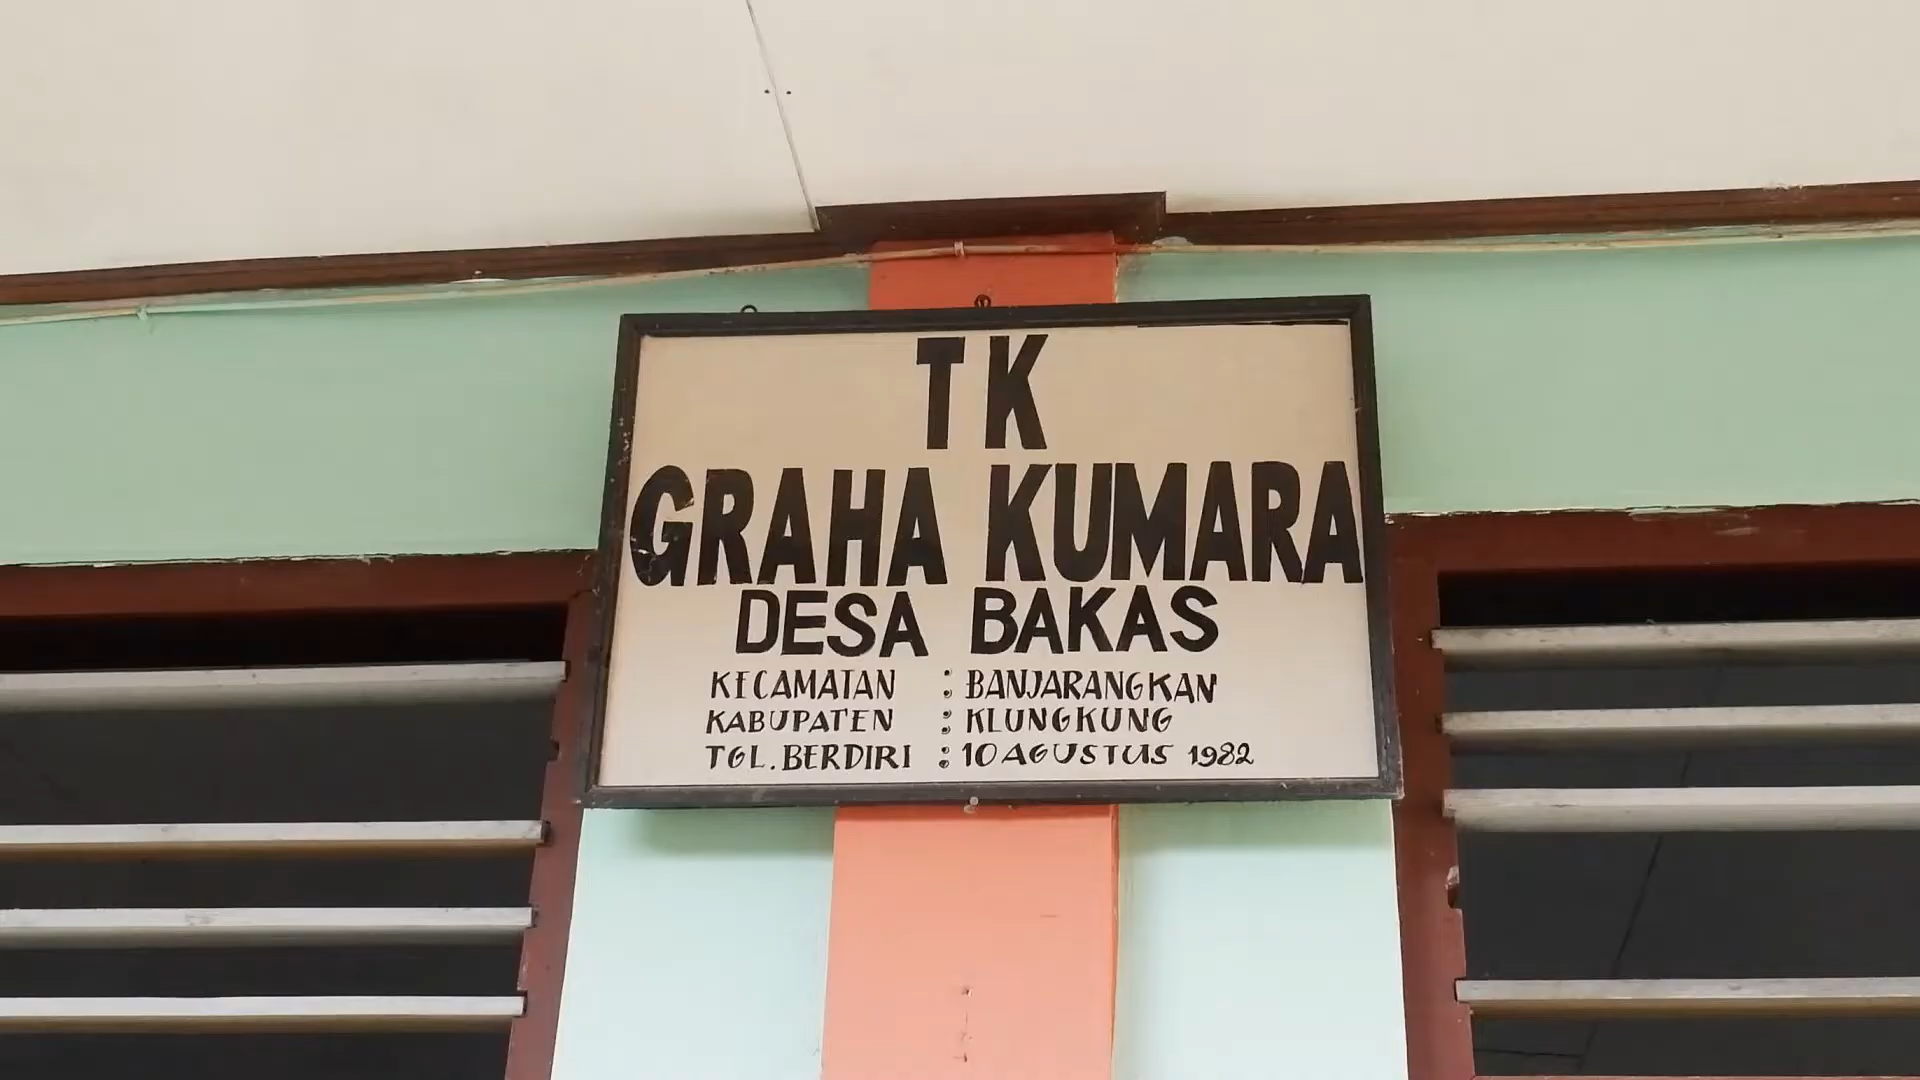 TK
GRAHA KUMARA
DESA BAKAS
KECAMATAN : BANJARANGKAN
KABUPATEN : KLUNGKUNG
TGL. BERDIRI : 10 AGUSTUS 1982